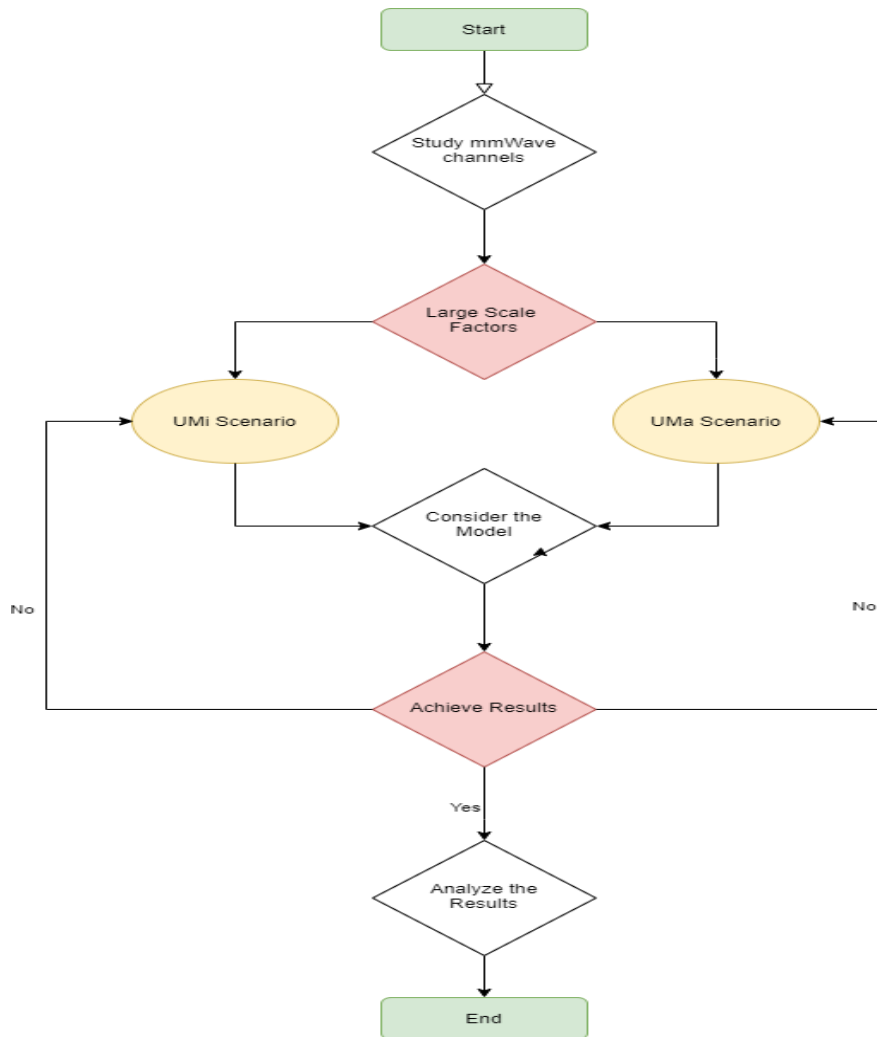 Start
Study mmWave
channels
Large Scale
Factors
UMi Scenario
UMa Scenario
Consider the
Model
No
No
Achieve Results
Yes
Analyze the
Results
End